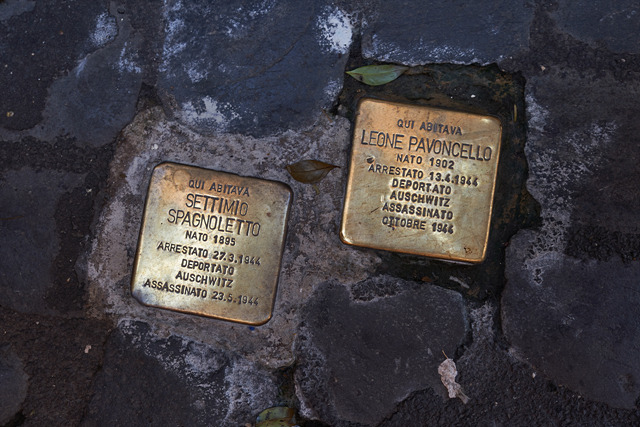 QUI ABITAVA
SETTIMIO
SPAGNOLETTO
NATO 1895
ARRESTATO 27.3.1944
DEPORTATO
AUSCHWITZ
ASSASSINATO 23.5.1944
QUI ABITAVA
LEONE PAVONCELLO
NATO 1902
ARRESTATO 13.4.1944
DEPORTATO
AUSCHWITZ
ASSASSINATO
OTTOBRE 1944